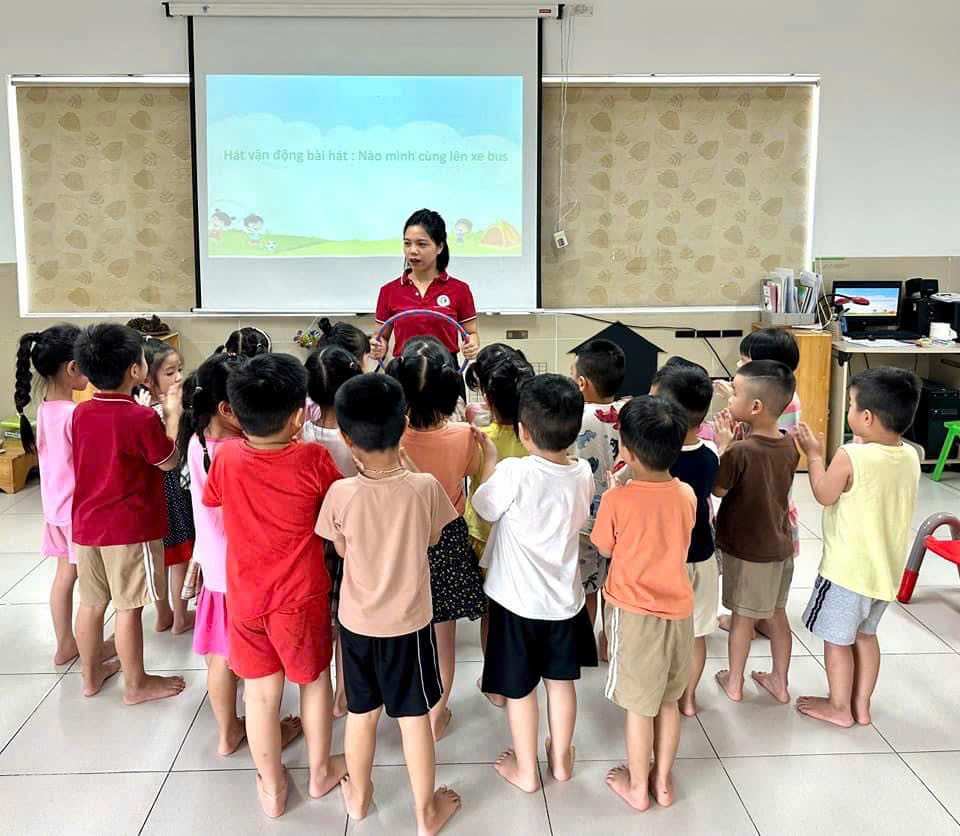 Hát vận động bài hát : Nào mình cùng lên xe bus